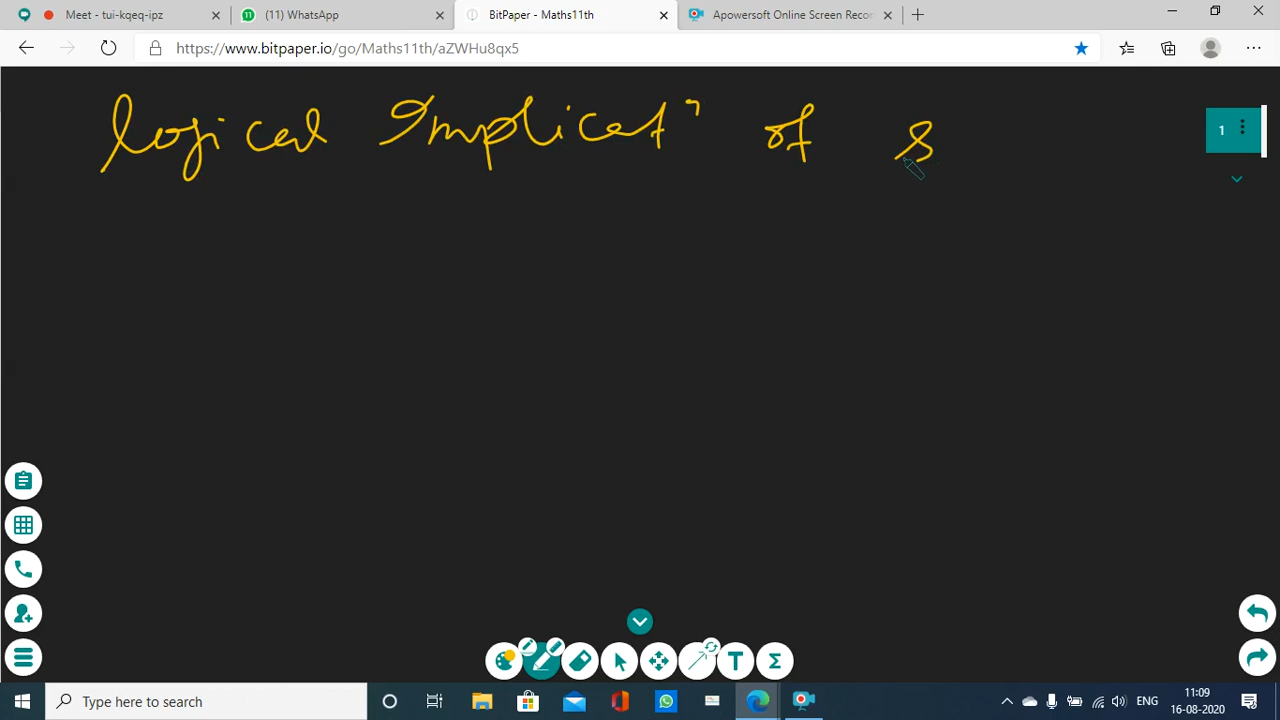 Meet - tui-kqeq-ipz
(11) WhatsApp
BitPaper - Maths11th
Apowersoft Online Screen Recor
https://www.bitpaper.io/go/Maths11th/aZWHu8qx5
logical Implicatⁿ of s
1
T
Σ
Type here to search
ENG
11:09
16-08-2020